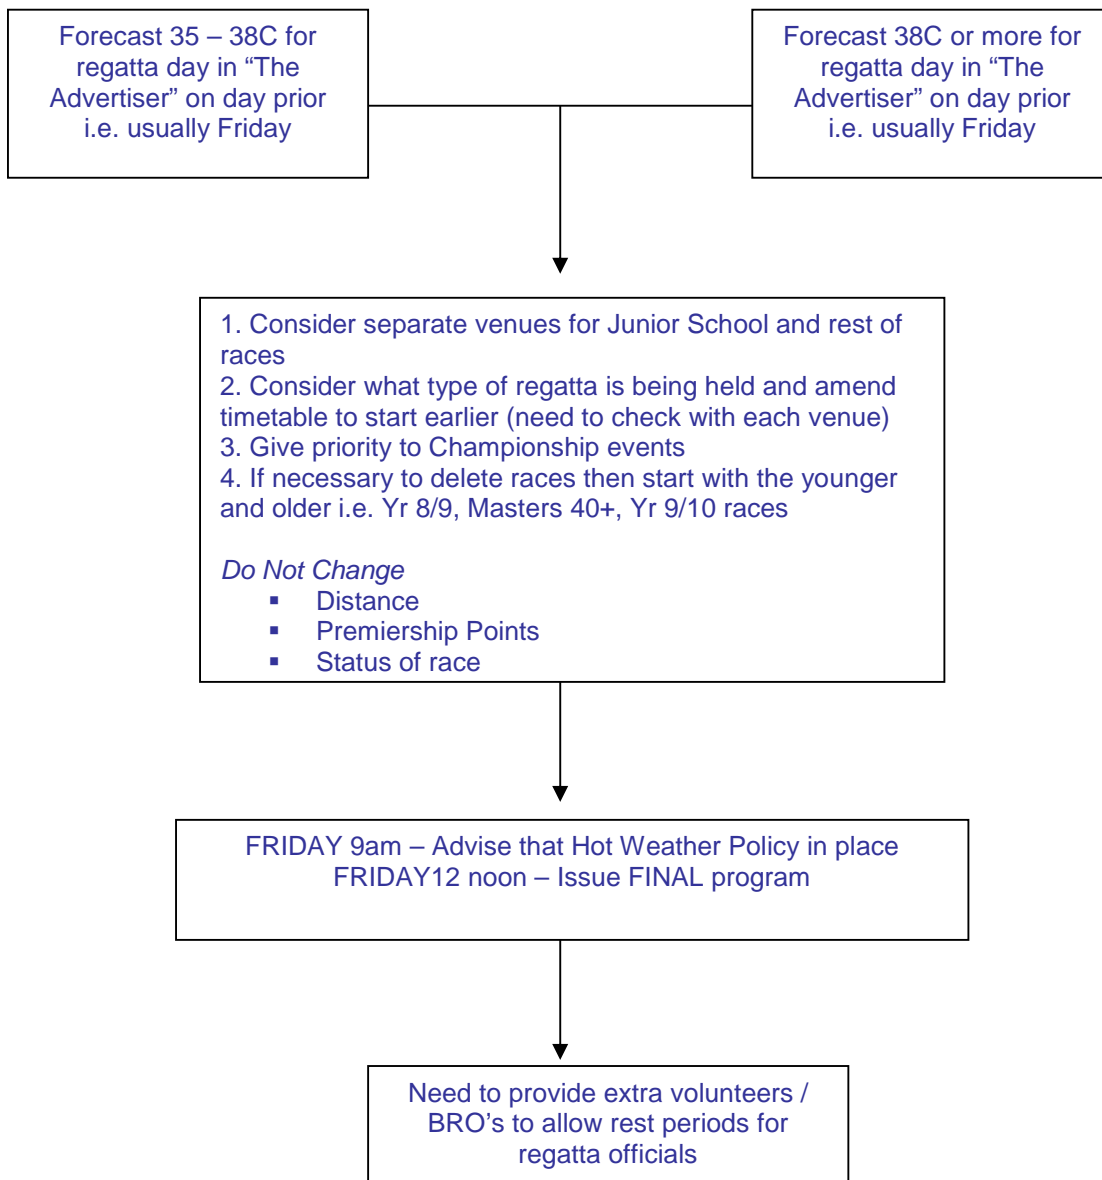 Forecast 35 – 38C for
regatta day in “The
Advertiser” on day prior
i.e. usually Friday
Forecast 38C or more for
regatta day in “The
Advertiser” on day prior
i.e. usually Friday
1. Consider separate venues for Junior School and rest of
races
2. Consider what type of regatta is being held and amend
timetable to start earlier (need to check with each venue)
3. Give priority to Championship events
4. If necessary to delete races then start with the younger
and older i.e. Yr 8/9, Masters 40+, Yr 9/10 races
Do Not Change
▪ Distance
▪ Premiership Points
▪ Status of race
FRIDAY 9am – Advise that Hot Weather Policy in place
FRIDAY12 noon – Issue FINAL program
Need to provide extra volunteers /
BRO’s to allow rest periods for
regatta officials